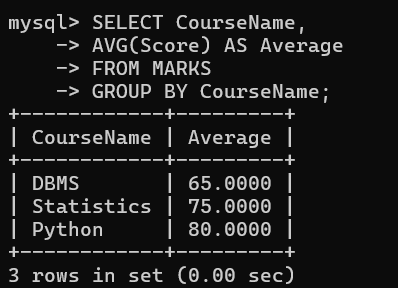 mysql> SELECT CourseName,
    -> AVG(Score) AS Average
    -> FROM MARKS
    -> GROUP BY CourseName;
+------------+---------+
| CourseName | Average |
+------------+---------+
| DBMS       | 65.0000 |
| Statistics | 75.0000 |
| Python     | 80.0000 |
+------------+---------+
3 rows in set (0.00 sec)